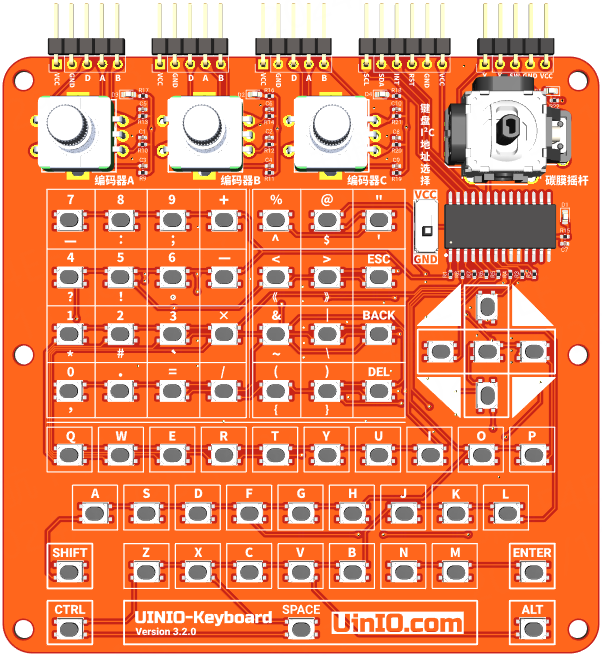 VCC GND D A B
VCC GND D A B
VCC GND D A B
SCL SDA INT RST GND VCC
X Y SW GND VCC
编码器A 编码器B 编码器C
键盘I²C地址选择
碳膜摇杆
VCC
GND
7 8 9 + % @ "
— : ; ^ $ '
4 5 6 — < > ESC
? ! 。 《 》
1 2 3 × & | BACK
* # ` ~ \
0 . = / ( ) DEL
, { }
Q W E R T Y U I O P
A S D F G H J K L
SHIFT Z X C V B N M ENTER
CTRL UINIO-Keyboard SPACE UinIO.com ALT
Version 3.2.0